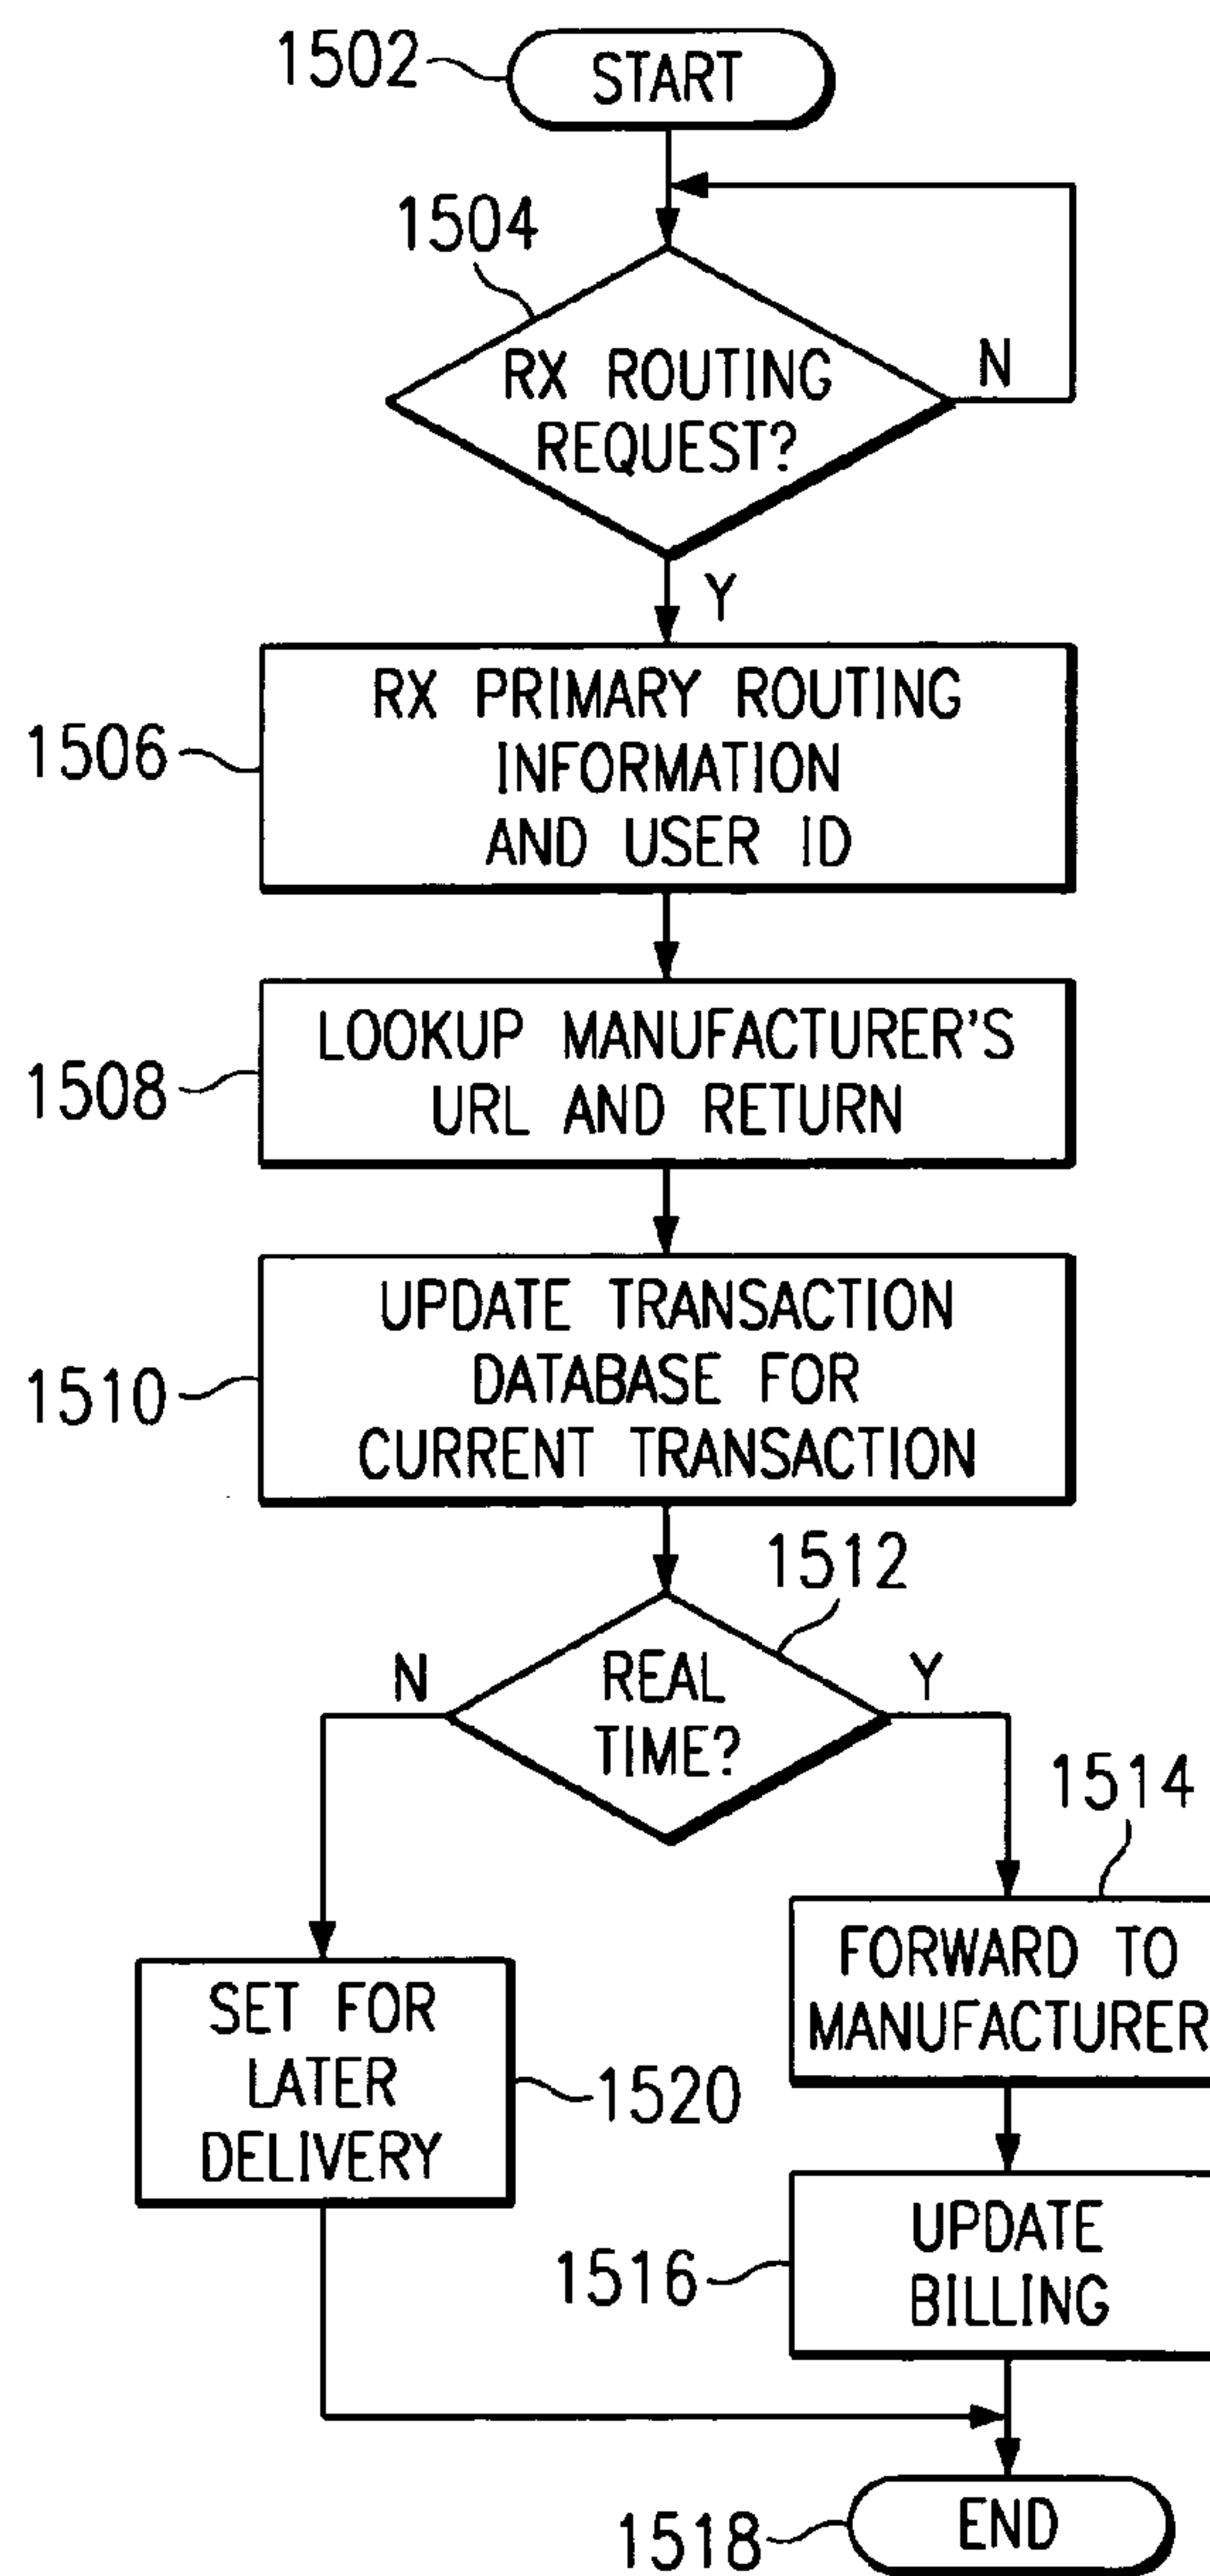 1502
START
1504
RX ROUTING
REQUEST?
N
Y
RX PRIMARY ROUTING
INFORMATION
AND USER ID
1506
LOOKUP MANUFACTURER'S
URL AND RETURN
1508
UPDATE TRANSACTION
DATABASE FOR
CURRENT TRANSACTION
1510
1512
REAL
TIME?
N
Y
1514
FORWARD TO
MANUFACTURER
SET FOR
LATER
DELIVERY
1520
UPDATE
BILLING
1516
END
1518